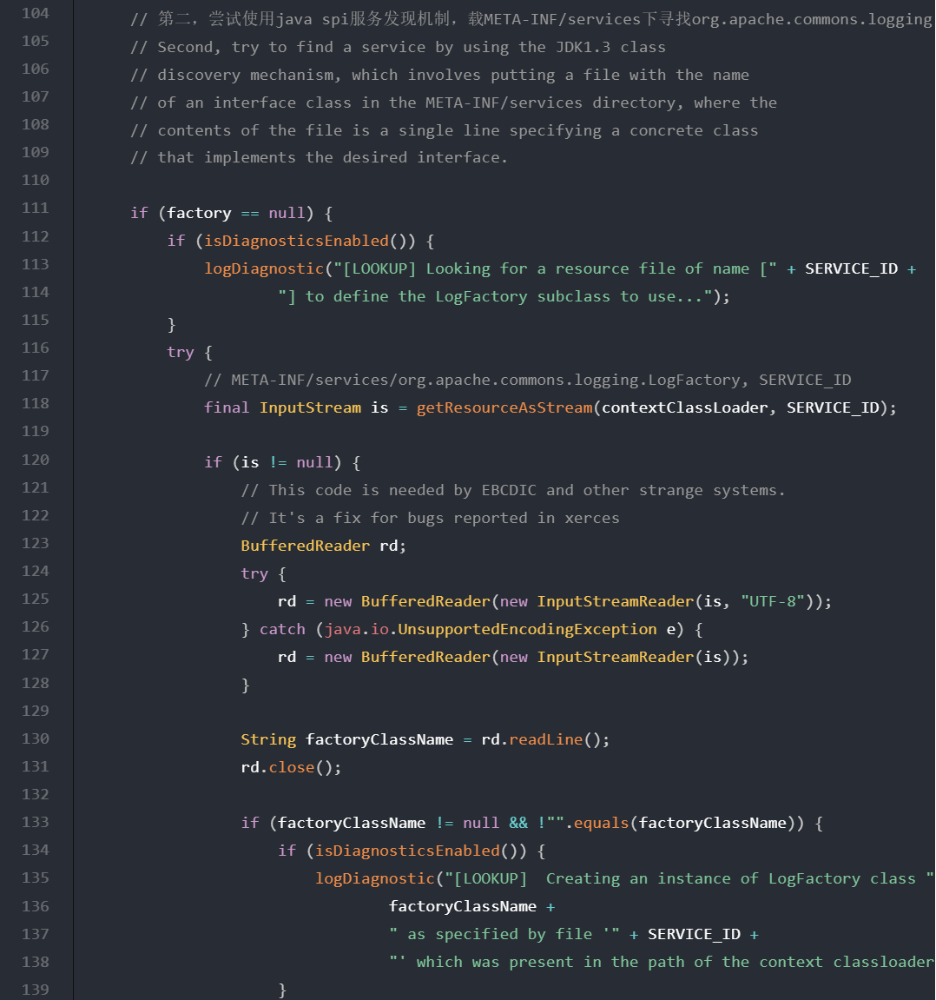 104 // 第二，尝试使用java spi服务发现机制，载META-INF/services下寻找org.apache.commons.logging
105 // Second, try to find a service by using the JDK1.3 class
106 // discovery mechanism, which involves putting a file with the name
107 // of an interface class in the META-INF/services directory, where the
108 // contents of the file is a single line specifying a concrete class
109 // that implements the desired interface.
110
111 if (factory == null) {
112     if (isDiagnosticsEnabled()) {
113         logDiagnostic("[LOOKUP] Looking for a resource file of name [" + SERVICE_ID +
114                 "] to define the LogFactory subclass to use...");
115     }
116     try {
117         // META-INF/services/org.apache.commons.logging.LogFactory, SERVICE_ID
118         final InputStream is = getResourceAsStream(contextClassLoader, SERVICE_ID);
119
120         if (is != null) {
121             // This code is needed by EBCDIC and other strange systems.
122             // It's a fix for bugs reported in xerces
123             BufferedReader rd;
124             try {
125                 rd = new BufferedReader(new InputStreamReader(is, "UTF-8"));
126             } catch (java.io.UnsupportedEncodingException e) {
127                 rd = new BufferedReader(new InputStreamReader(is));
128             }
129
130             String factoryClassName = rd.readLine();
131             rd.close();
132
133             if (factoryClassName != null && !"".equals(factoryClassName)) {
134                 if (isDiagnosticsEnabled()) {
135                     logDiagnostic("[LOOKUP]  Creating an instance of LogFactory class "
136                             factoryClassName +
137                             " as specified by file '" + SERVICE_ID +
138                             "' which was present in the path of the context classloader
139                 }